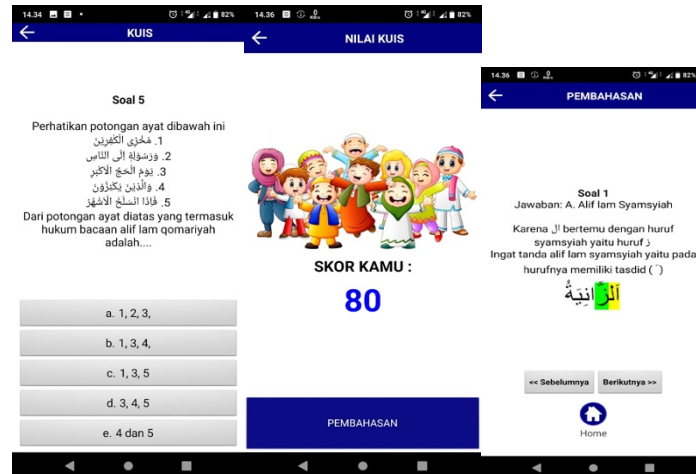 14.34
82%
KUIS
Soal 5
Perhatikan potongan ayat dibawah ini
1. مُخْزِى الْكٰفِرِيْنَ
2. وَرَسُوْلِهٖ اِلَى النَّاسِ
3. يَوْمَ الْحَجِّ الْاَكْبَرِ
4. وَالَّذِيْنَ يَكْنِزُوْنَ
5. فَاِذَا انْسَلَخَ الْاَشْهُرُ
Dari potongan ayat diatas yang termasuk
hukum bacaan alif lam qomariyah
adalah....
a. 1, 2, 3,
b. 1, 3, 4,
c. 1, 3, 5
d. 3, 4, 5
e. 4 dan 5
14.36
82%
NILAI KUIS
SKOR KAMU :
80
PEMBAHASAN
14.36
82%
PEMBAHASAN
Soal 1
Jawaban: A. Alif lam Syamsyiah
Karena ال bertemu dengan huruf
syamsyiah yaitu huruf ز
Ingat tanda alif lam syamsyiah yaitu pada
hurufnya memiliki tasdid ( ّ )
اَلزَّانِيَةُ
<< Sebelumnya
Berikutnya >>
Home